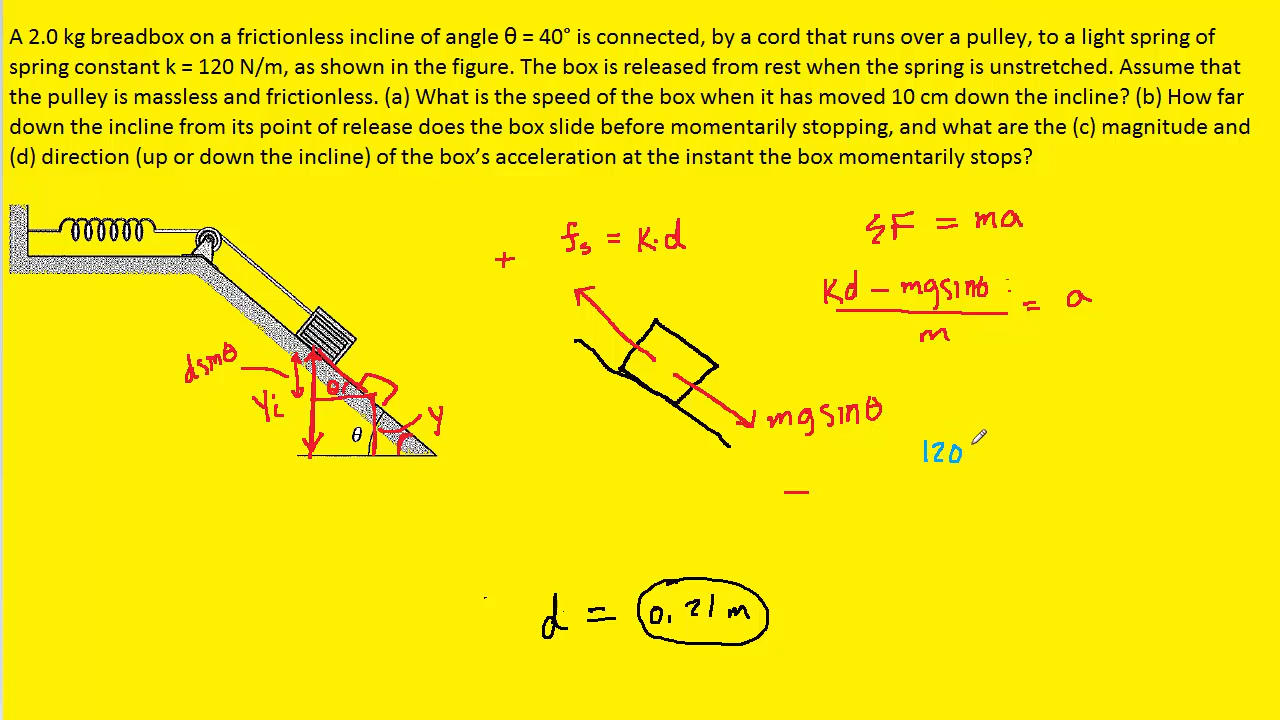 A 2.0 kg breadbox on a frictionless incline of angle θ = 40° is connected, by a cord that runs over a pulley, to a light spring of
spring constant k = 120 N/m, as shown in the figure. The box is released from rest when the spring is unstretched. Assume that
the pulley is massless and frictionless. (a) What is the speed of the box when it has moved 10 cm down the incline? (b) How far
down the incline from its point of release does the box slide before momentarily stopping, and what are the (c) magnitude and
(d) direction (up or down the incline) of the box's acceleration at the instant the box momentarily stops?
+
fs = K·d
ΣF = ma
Kd − mgsinθ
m
= a
dsinθ
θ
Yi
θ
Y
mgsinθ
120
−
d = 0.21 m